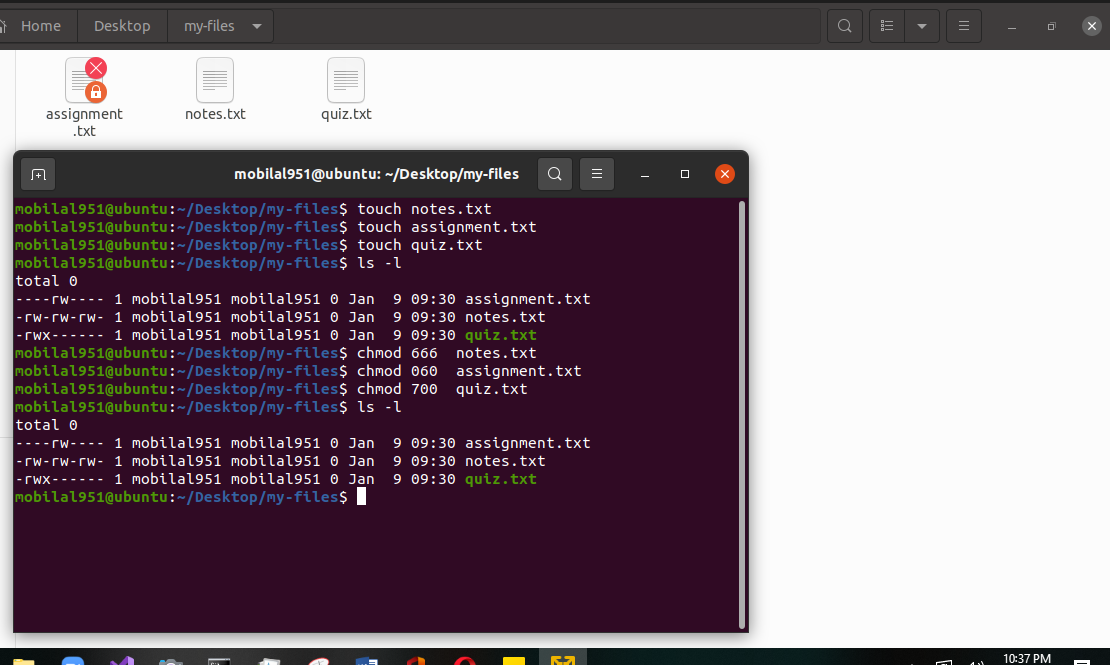 Home Desktop my-files
assignment
.txt
notes.txt
quiz.txt
mobilal951@ubuntu: ~/Desktop/my-files
mobilal951@ubuntu:~/Desktop/my-files$ touch notes.txt
mobilal951@ubuntu:~/Desktop/my-files$ touch assignment.txt
mobilal951@ubuntu:~/Desktop/my-files$ touch quiz.txt
mobilal951@ubuntu:~/Desktop/my-files$ ls -l
total 0
----rw---- 1 mobilal951 mobilal951 0 Jan  9 09:30 assignment.txt
-rw-rw-rw- 1 mobilal951 mobilal951 0 Jan  9 09:30 notes.txt
-rwx------ 1 mobilal951 mobilal951 0 Jan  9 09:30 quiz.txt
mobilal951@ubuntu:~/Desktop/my-files$ chmod 666  notes.txt
mobilal951@ubuntu:~/Desktop/my-files$ chmod 060  assignment.txt
mobilal951@ubuntu:~/Desktop/my-files$ chmod 700  quiz.txt
mobilal951@ubuntu:~/Desktop/my-files$ ls -l
total 0
----rw---- 1 mobilal951 mobilal951 0 Jan  9 09:30 assignment.txt
-rw-rw-rw- 1 mobilal951 mobilal951 0 Jan  9 09:30 notes.txt
-rwx------ 1 mobilal951 mobilal951 0 Jan  9 09:30 quiz.txt
mobilal951@ubuntu:~/Desktop/my-files$
10:37 PM